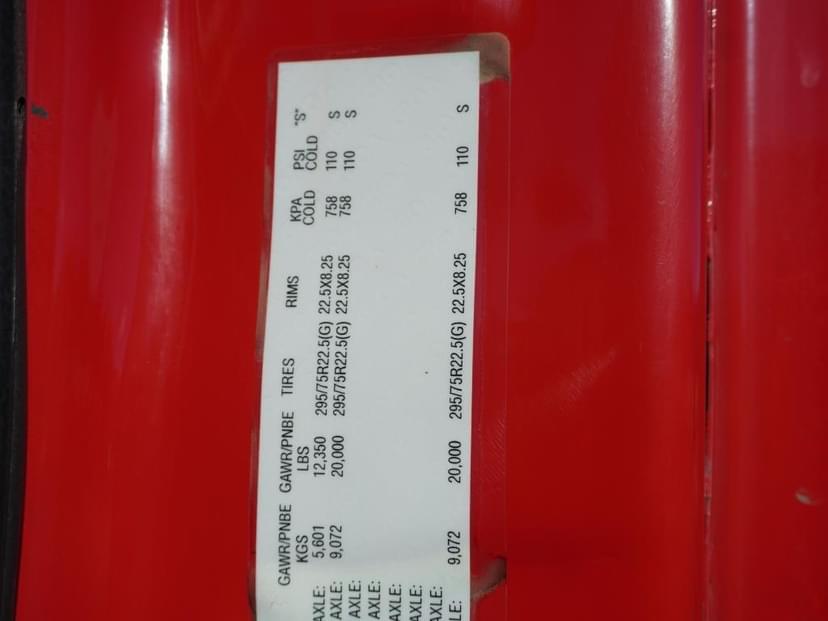 GAWR/PNBE GAWR/PNBE TIRES RIMS KPA PSI "S"
KGS LBS COLD COLD
AXLE: 5,601 12,350 295/75R22.5(G) 22.5X8.25 758 110 S
AXLE: 9,072 20,000 295/75R22.5(G) 22.5X8.25 758 110 S
AXLE:
AXLE:
AXLE:
AXLE:
AXLE:
LE: 9,072 20,000 295/75R22.5(G) 22.5X8.25 758 110 S